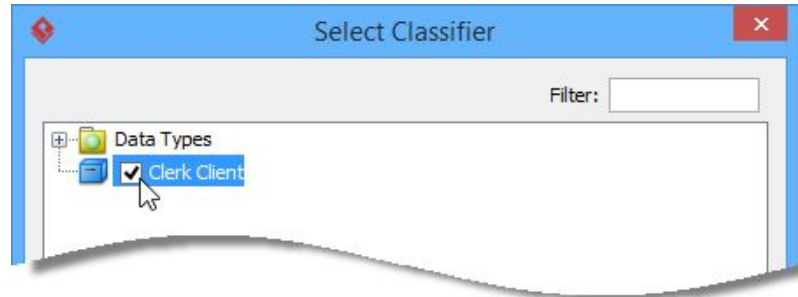 Select Classifier
Filter:
Data Types
Clerk Client